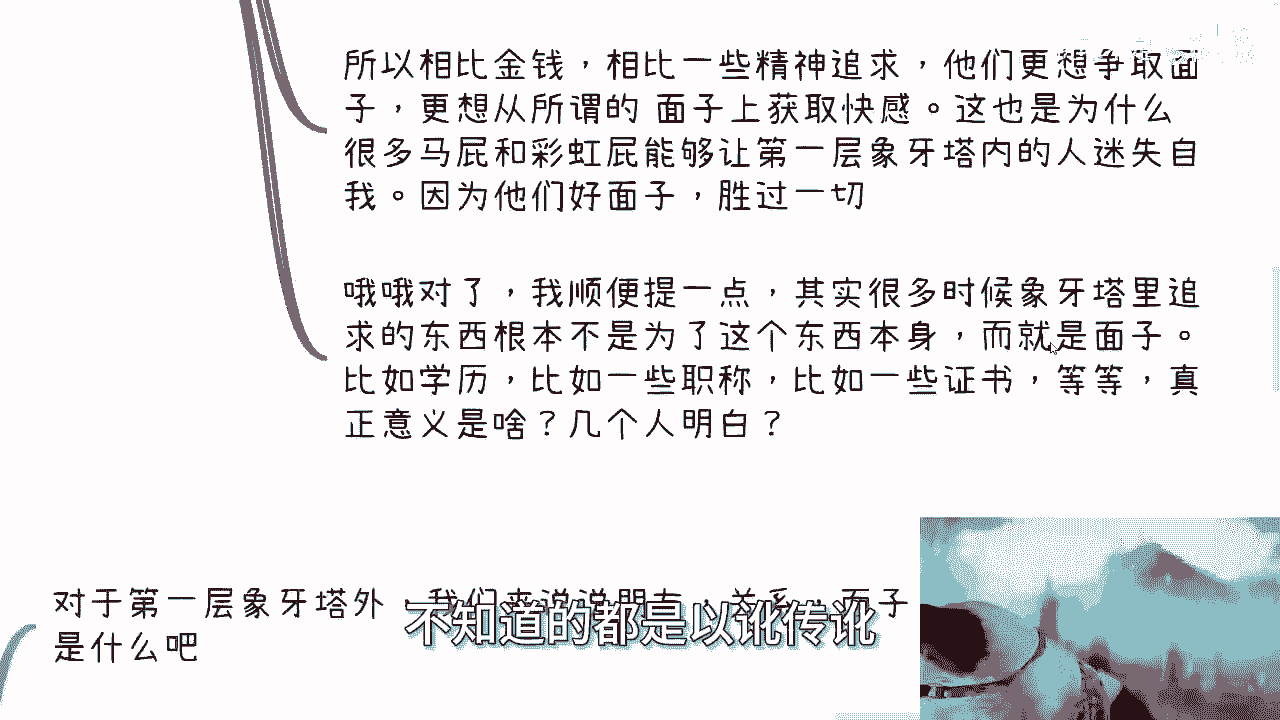 所以相比金钱，相比一些精神追求，他们更想争取面
子，更想从所谓的 面子上获取快感。这也是为什么
很多马屁和彩虹屁能够让第一层象牙塔内的人迷失自
我。因为他们好面子，胜过一切
哦哦对了，我顺便提一点，其实很多时候象牙塔里追
求的东西根本不是为了这个东西本身，而就是面子。
比如学历，比如一些职称，比如一些证书，等等，真
正意义是啥？几个人明白？
对于第一层象牙塔外，我们来说说朋友，关系，面子
是什么吧
不知道的都是以讹传讹